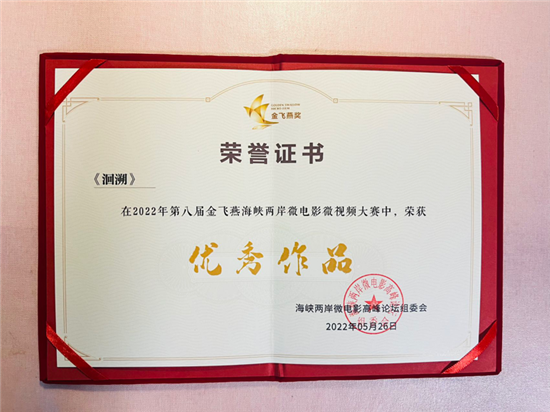 金飞燕奖
荣誉证书
《洄溯》
在2022年第八届金飞燕海峡两岸微电影微视频大赛中，荣获
优秀作品
海峡两岸微电影高峰论坛组委会
2022年05月26日